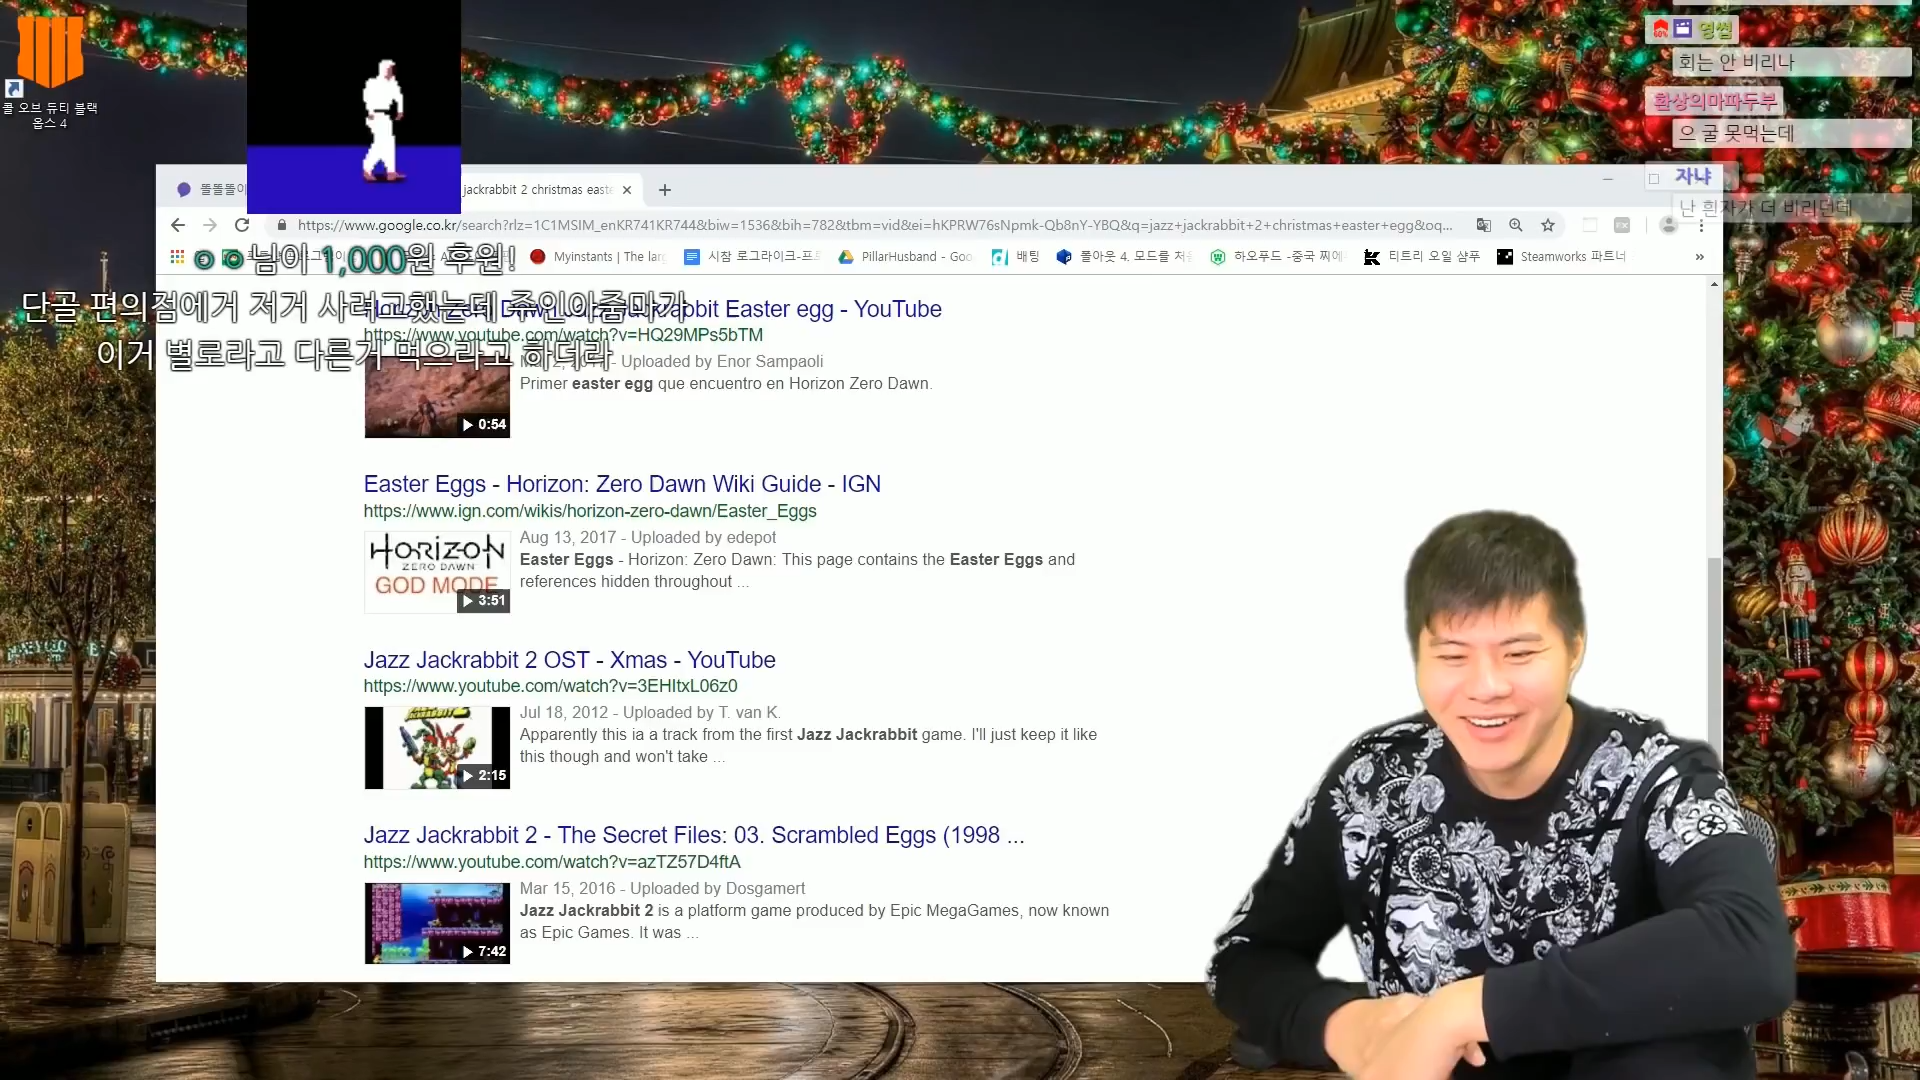 콜 오브 듀티 블랙
옵스 4
영썹
회는 안 비리나
환상의마파두부
으 굴 못먹는데
자냐
난 흰자가 더 비리던데
jackrabbit 2 christmas easte
https://www.google.co.kr/search?rlz=1C1MSIM_enKR741KR744&biw=1536&bih=782&tbm=vid&ei=hKPRW76sNpmk-Qb8nY-YBQ&q=jazz+jackrabbit+2+christmas+easter+egg&oq...
Myinstants | The larg
시참 로그라이크-프로
PillarHusband - Goo
배팅
폴아웃 4. 모드를 처음
하오푸드 -중국 찌에
티트리 오일 샴푸
Steamworks 파트너
ㅇㅇ님이 1,000원 후원!
단골 편의점에거 저거 사려그했는데 주인아줌마가
이거 별로라고 다른거 먹으라고 하더라
Easter egg - YouTube
https://www.youtube.com/watch?v=HQ29MPs5bTM
Uploaded by Enor Sampaoli
Primer easter egg que encuentro en Horizon Zero Dawn.
0:54
Easter Eggs - Horizon: Zero Dawn Wiki Guide - IGN
https://www.ign.com/wikis/horizon-zero-dawn/Easter_Eggs
HORIZON
ZERO DAWN
GOD MODE
3:51
Aug 13, 2017 - Uploaded by edepot
Easter Eggs - Horizon: Zero Dawn: This page contains the Easter Eggs and
references hidden throughout ...
Jazz Jackrabbit 2 OST - Xmas - YouTube
https://www.youtube.com/watch?v=3EHItxL06z0
2:15
Jul 18, 2012 - Uploaded by T. van K.
Apparently this ia a track from the first Jazz Jackrabbit game. I'll just keep it like
this though and won't take ...
Jazz Jackrabbit 2 - The Secret Files: 03. Scrambled Eggs (1998 ...
https://www.youtube.com/watch?v=azTZ57D4ftA
7:42
Mar 15, 2016 - Uploaded by Dosgamert
Jazz Jackrabbit 2 is a platform game produced by Epic MegaGames, now known
as Epic Games. It was ...